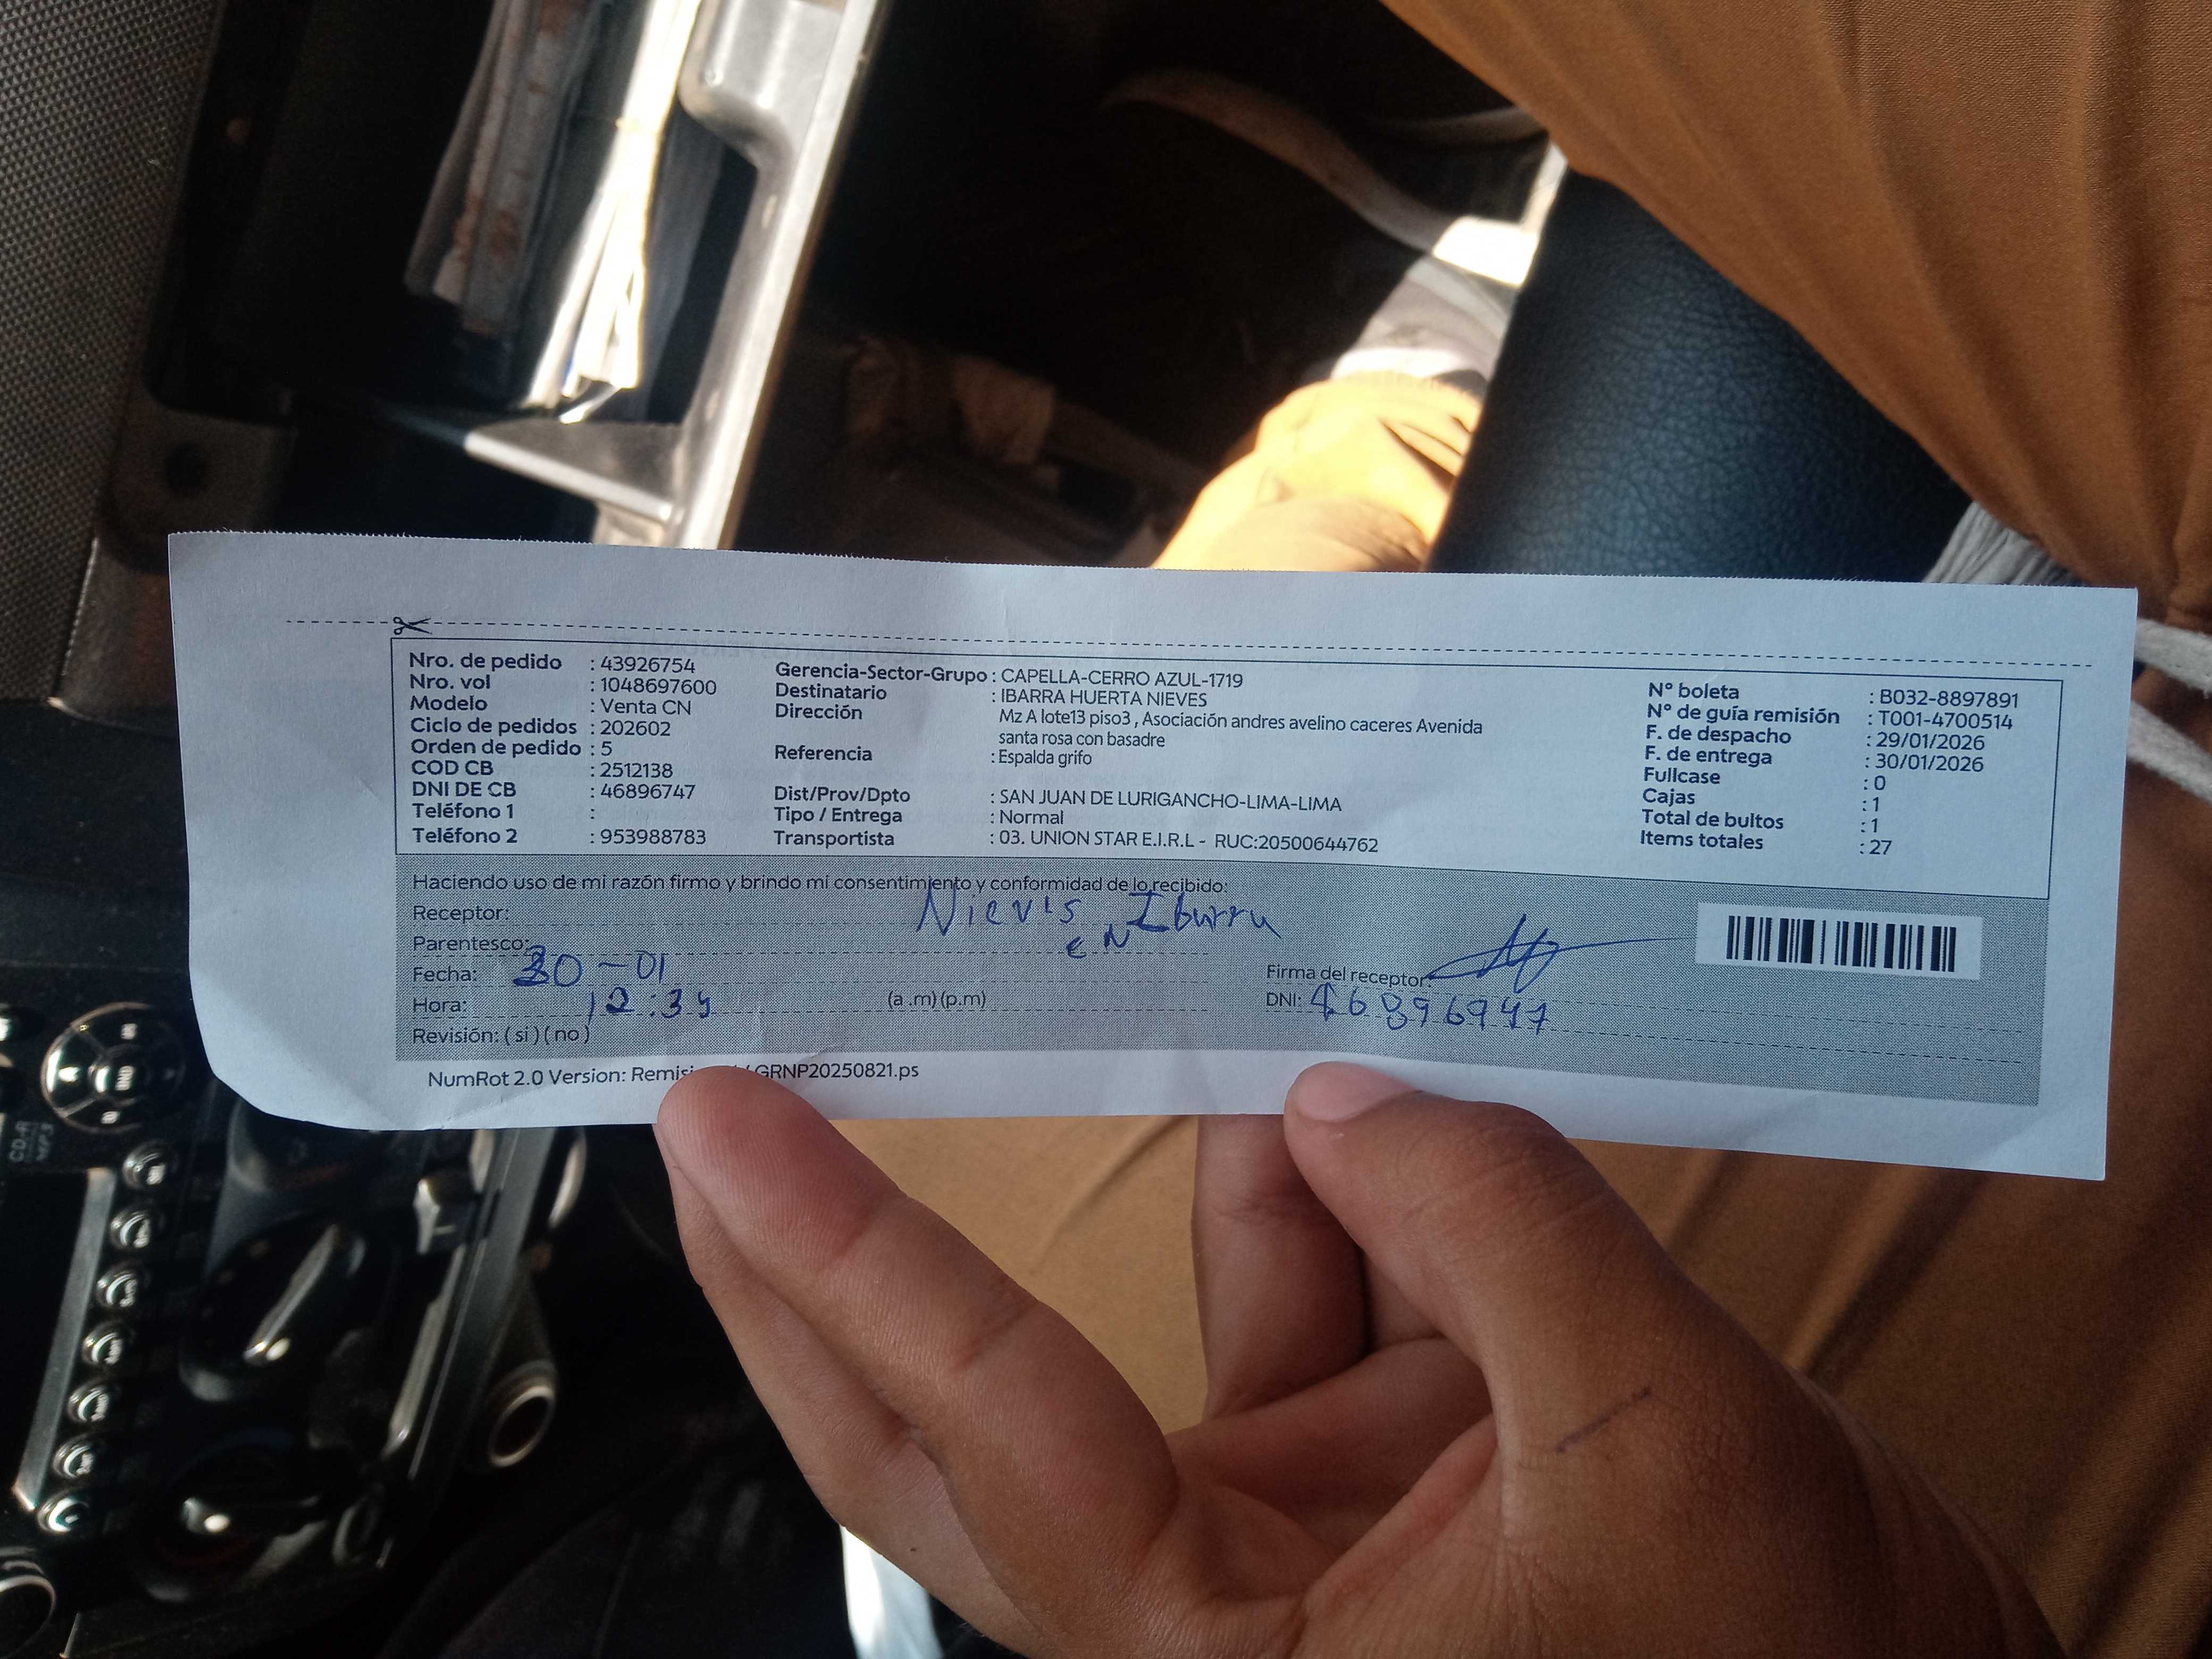 Nro. de pedido : 43926754
Nro. vol : 1048697600
Modelo : Venta CN
Ciclo de pedidos : 202602
Orden de pedido : 5
COD CB : 2512138
DNI DE CB : 46896747
Teléfono 1 :
Teléfono 2 : 953988783
Gerencia-Sector-Grupo : CAPELLA-CERRO AZUL-1719
Destinatario : IBARRA HUERTA NIEVES
Dirección Mz A lote13 piso3 , Asociación andres avelino caceres Avenida
santa rosa con basadre
Referencia : Espalda grifo
Dist/Prov/Dpto : SAN JUAN DE LURIGANCHO-LIMA-LIMA
Tipo / Entrega : Normal
Transportista : 03. UNION STAR E.I.R.L - RUC:20500644762
N° boleta : B032-8897891
N° de guía remisión : T001-4700514
F. de despacho : 29/01/2026
F. de entrega : 30/01/2026
Fullcase : 0
Cajas : 1
Total de bultos : 1
Items totales : 27
Haciendo uso de mi razón firmo y brindo mi consentimiento y conformidad de lo recibido:
Receptor: Nieves Ibarra
Parentesco:
Fecha: 30-01
Hora: (a .m) (p.m)
Revisión: ( si ) ( no )
Firma del receptor:
DNI: 46896747
NumRot 2.0 Version: GRNP20250821.ps
CD-R
MP3